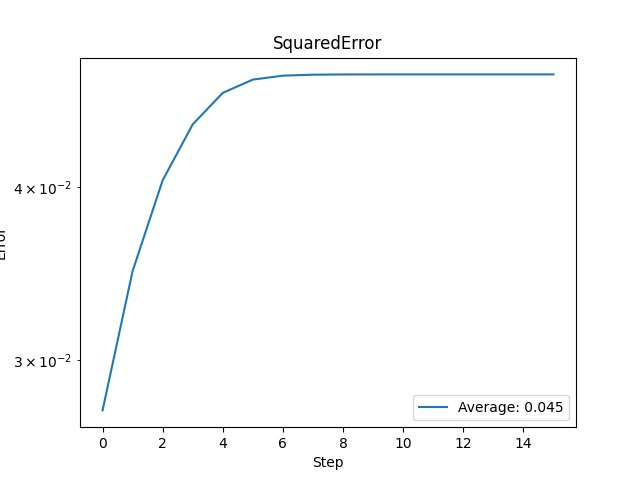 SquaredError
Error
4 × 10⁻²
3 × 10⁻²
Average: 0.045
0 2 4 6 8 10 12 14
Step